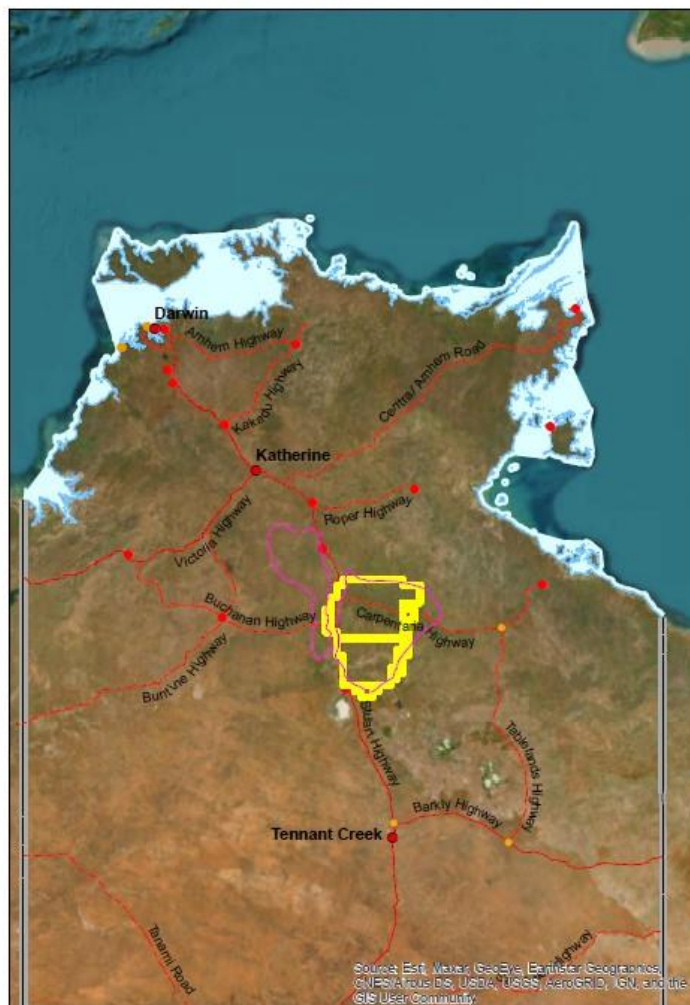 Darwin
Arnhem Highway
Kakadu Highway
Central Arnhem Road
Katherine
Roper Highway
Victoria Highway
Buchanan Highway
Carpentaria Highway
Buntine Highway
Stuart Highway
Tablelands Highway
Barkly Highway
Tennant Creek
Tanami Road
Highway
Source: Esri, Maxar, GeoEye, Earthstar Geographics,
CNES/Airbus DS, USDA, USGS, AeroGRID, IGN, and the
GIS User Community